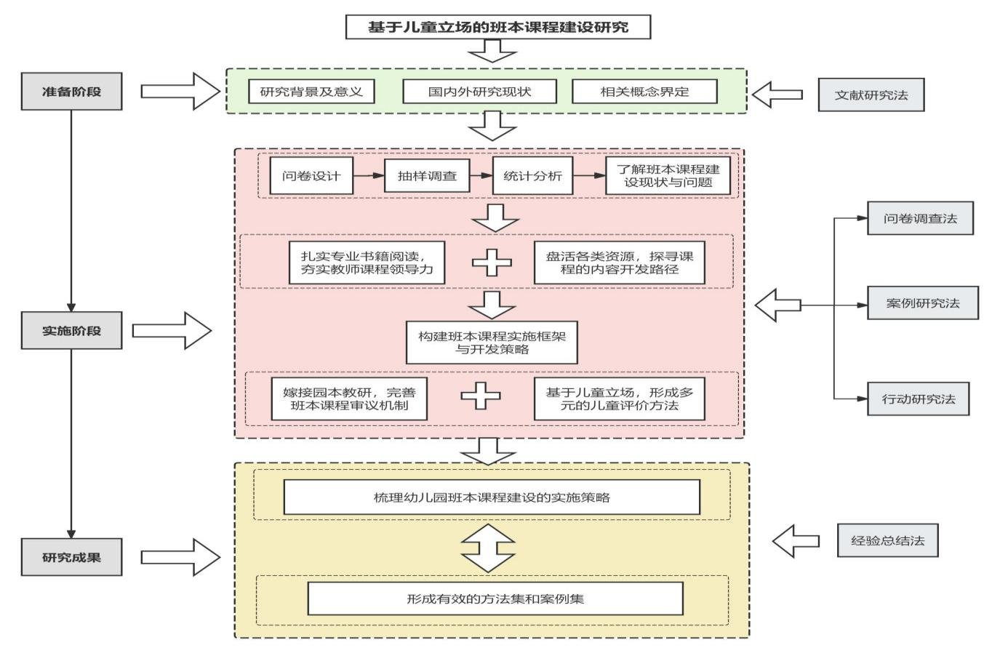 基于儿童立场的班本课程建设研究
准备阶段
研究背景及意义
国内外研究现状
相关概念界定
文献研究法
问卷设计
抽样调查
统计分析
了解班本课程建
设现状与问题
扎实专业书籍阅读，
夯实教师课程领导力
盘活各类资源，探寻课
程的内容开发路径
实施阶段
构建班本课程实施框架
与开发策略
嫁接园本教研，完善
班本课程审议机制
基于儿童立场，形成多
元的儿童评价方法
问卷调查法
案例研究法
行动研究法
研究成果
梳理幼儿园班本课程建设的实施策略
形成有效的方法集和案例集
经验总结法